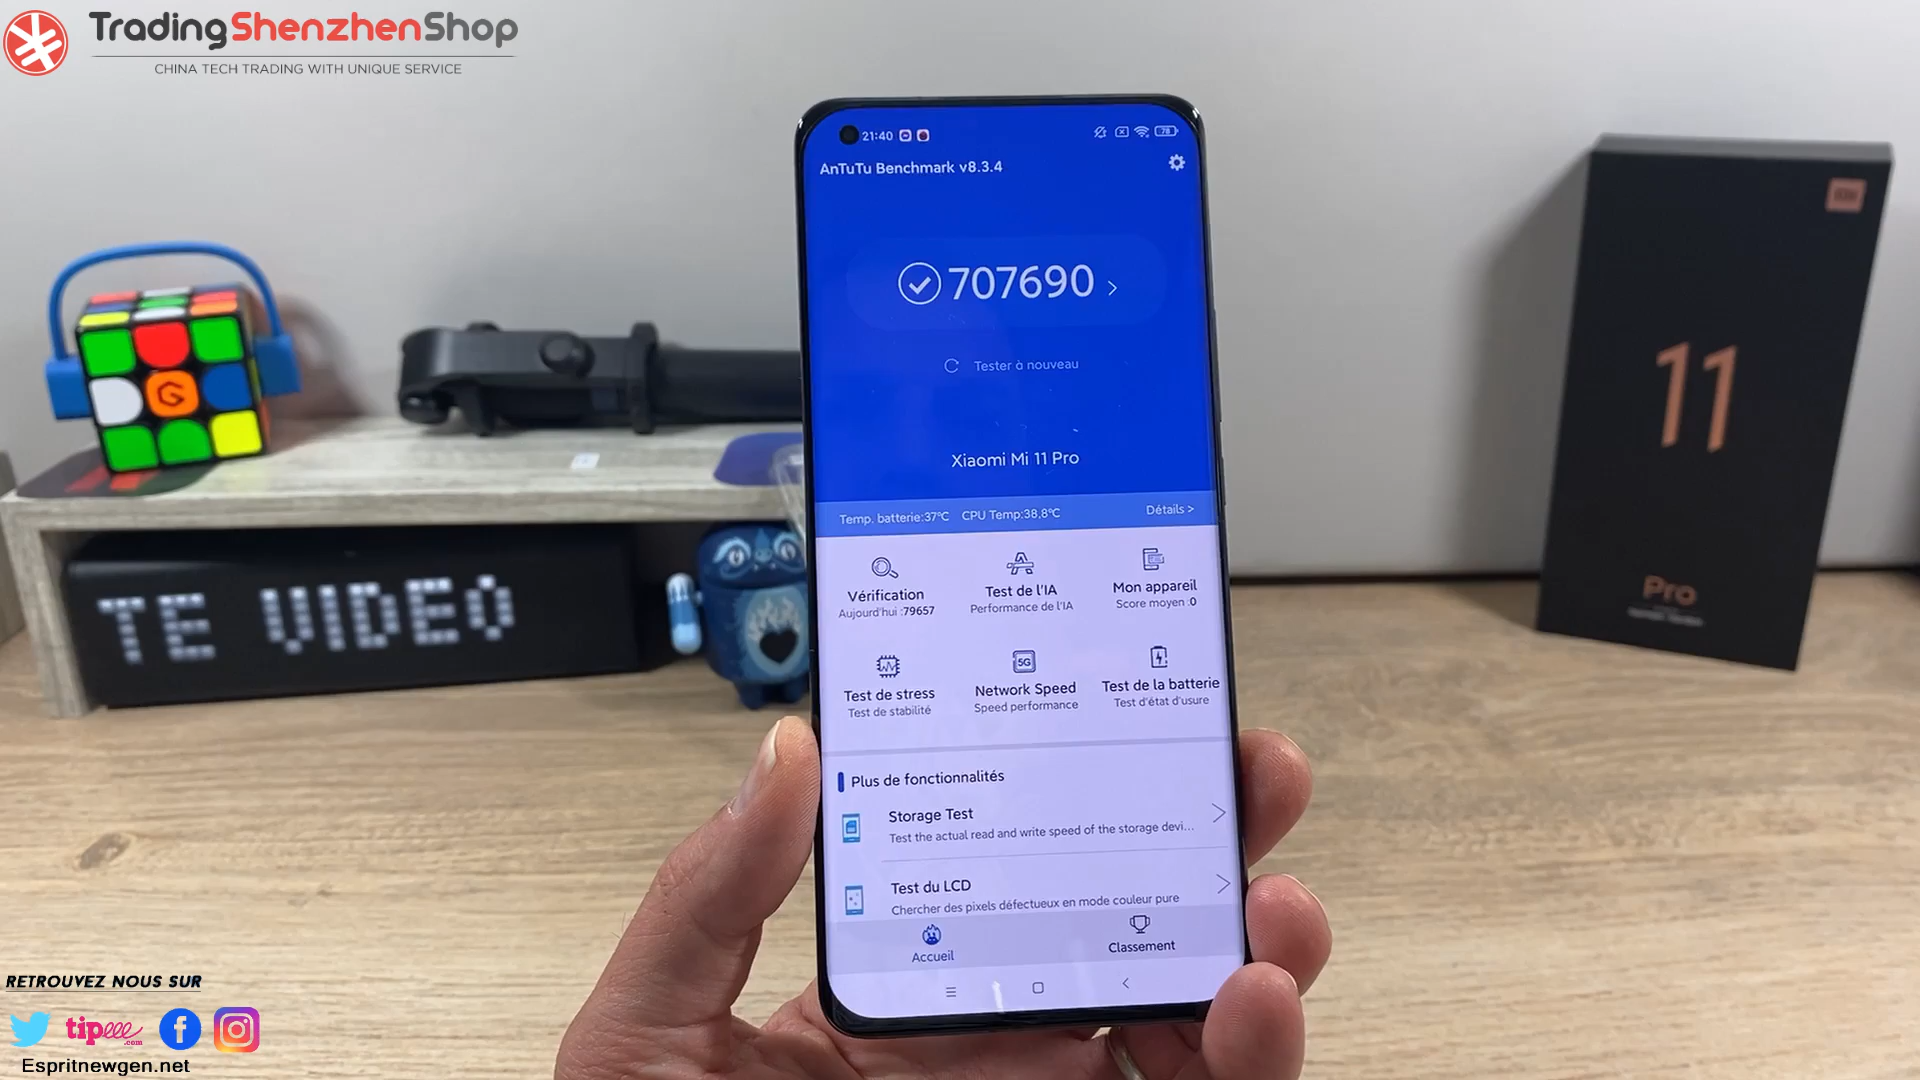 TradingShenzhenShop
CHINA TECH TRADING WITH UNIQUE SERVICE
21:40
78
AnTuTu Benchmark v8.3.4
707690
Tester à nouveau
Xiaomi Mi 11 Pro
Temp. batterie:37°C CPU Temp:38,8°C Détails >
Vérification
Aujourd'hui :79657
Test de l'IA
Performance de l'IA
Mon appareil
Score moyen :0
Test de stress
Test de stabilité
5G
Network Speed
Speed performance
Test de la batterie
Test d'état d'usure
Plus de fonctionnalités
Storage Test
Test the actual read and write speed of the storage devi...
Test du LCD
Chercher des pixels défectueux en mode couleur pure
Accueil
Classement
TE VIDEO
G
11
Pro
RETROUVEZ NOUS SUR
tipeee
.com
Espritnewgen.net